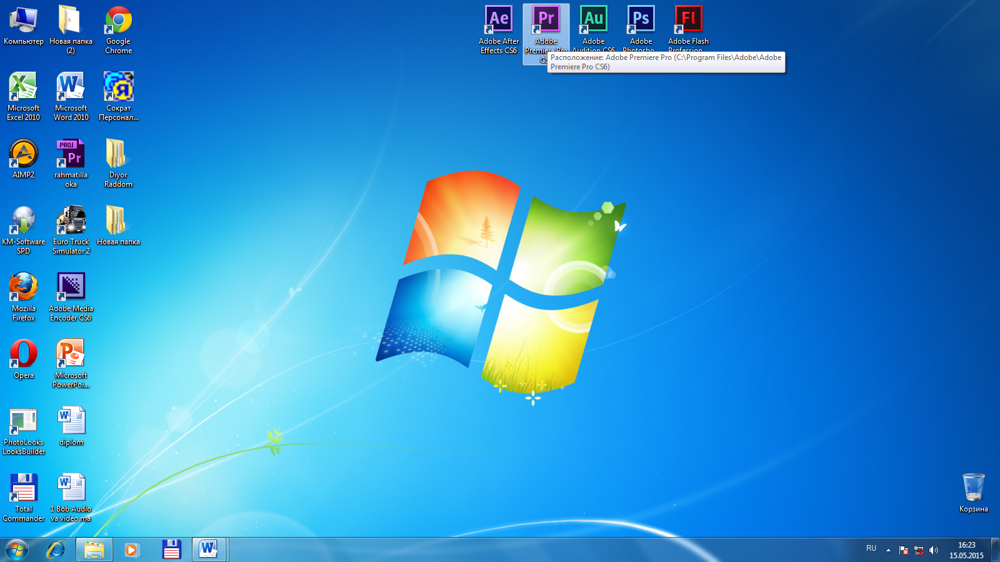 Компьютер
Новая папка
(2)
Google
Chrome
Microsoft
Excel 2010
Microsoft
Word 2010
Сократ
Персонал...
AIMP2
PROJ
Pr
rahmatilla
oka
Diyor
Raddom
KM-Software
SPD
Euro Truck
Simulator 2
Новая папка
Mozilla
Firefox
Adobe Media
Encoder CS6
Opera
Microsoft
PowerPoi...
PhotoLooks
LooksBuilder
diplom
Total
Commander
1 Bob Audio
va video ma
Ae
Adobe After
Effects CS6
Pr
Adobe
Premiere Pro
Au
Adobe
Audition CS6
Ps
Adobe
Photosho...
Fl
Adobe Flash
Profession...
Расположение: Adobe Premiere Pro (C:\Program Files\Adobe\Adobe
Premiere Pro CS6)
Корзина
RU
16:23
15.05.2015